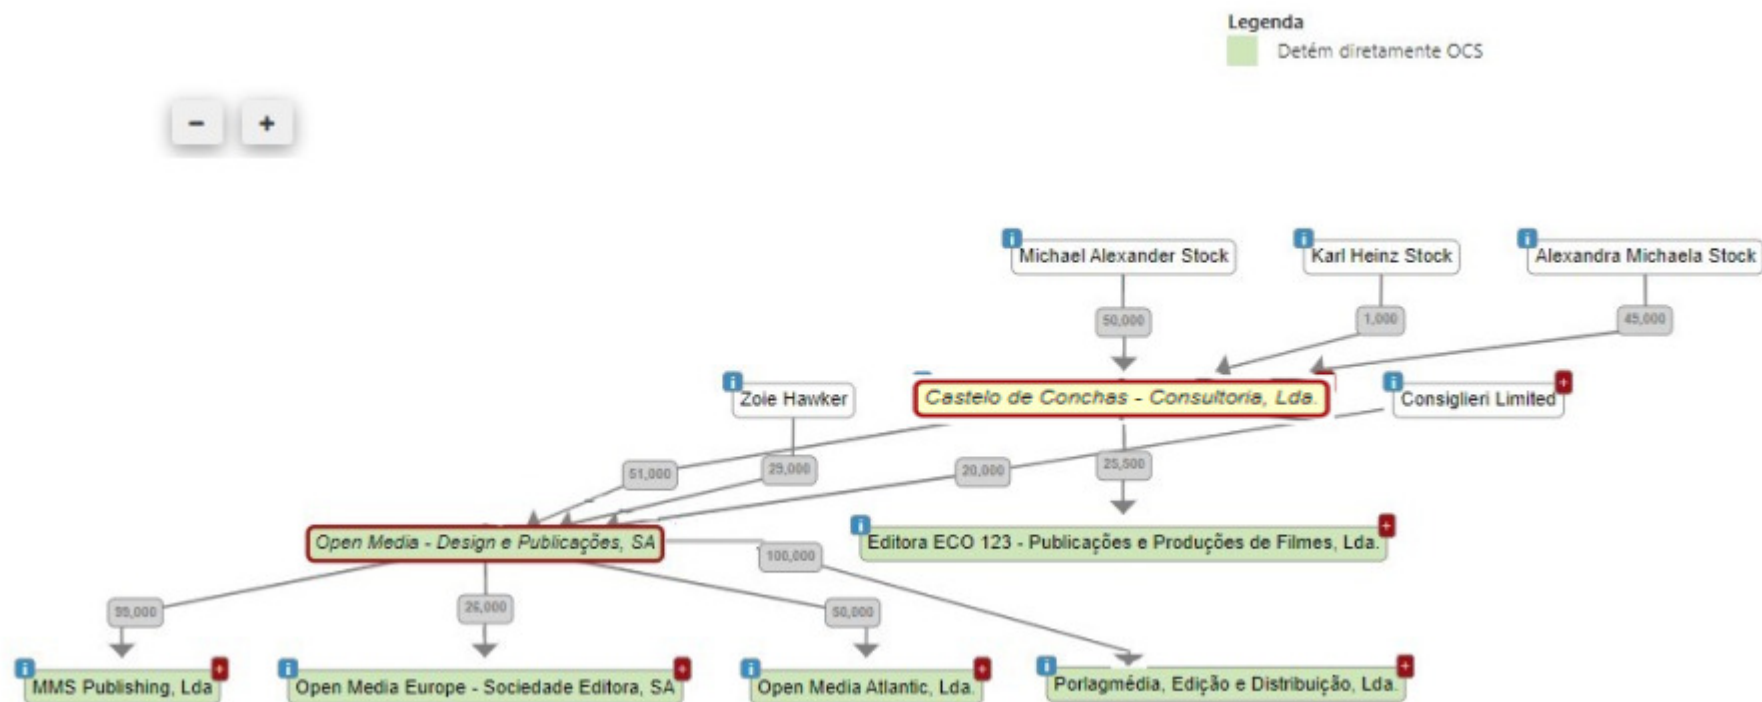 Legenda
Detém diretamente OCS
- +
i Michael Alexander Stock
i Karl Heinz Stock
i Alexandra Michaela Stock
50,000
1,000
49,000
i Zoie Hawker
Castelo de Conchas - Consultoria, Lda.
i Consiglieri Limited +
51,000
29,000
20,000
25,500
Open Media - Design e Publicações, SA
i Editora ECO 123 - Publicações e Produções de Filmes, Lda. +
100,000
99,000
26,000
50,000
i MMS Publishing, Lda +
i Open Media Europe - Sociedade Editora, SA +
i Open Media Atlantic, Lda. +
i Porlagmédia, Edição e Distribuição, Lda. +